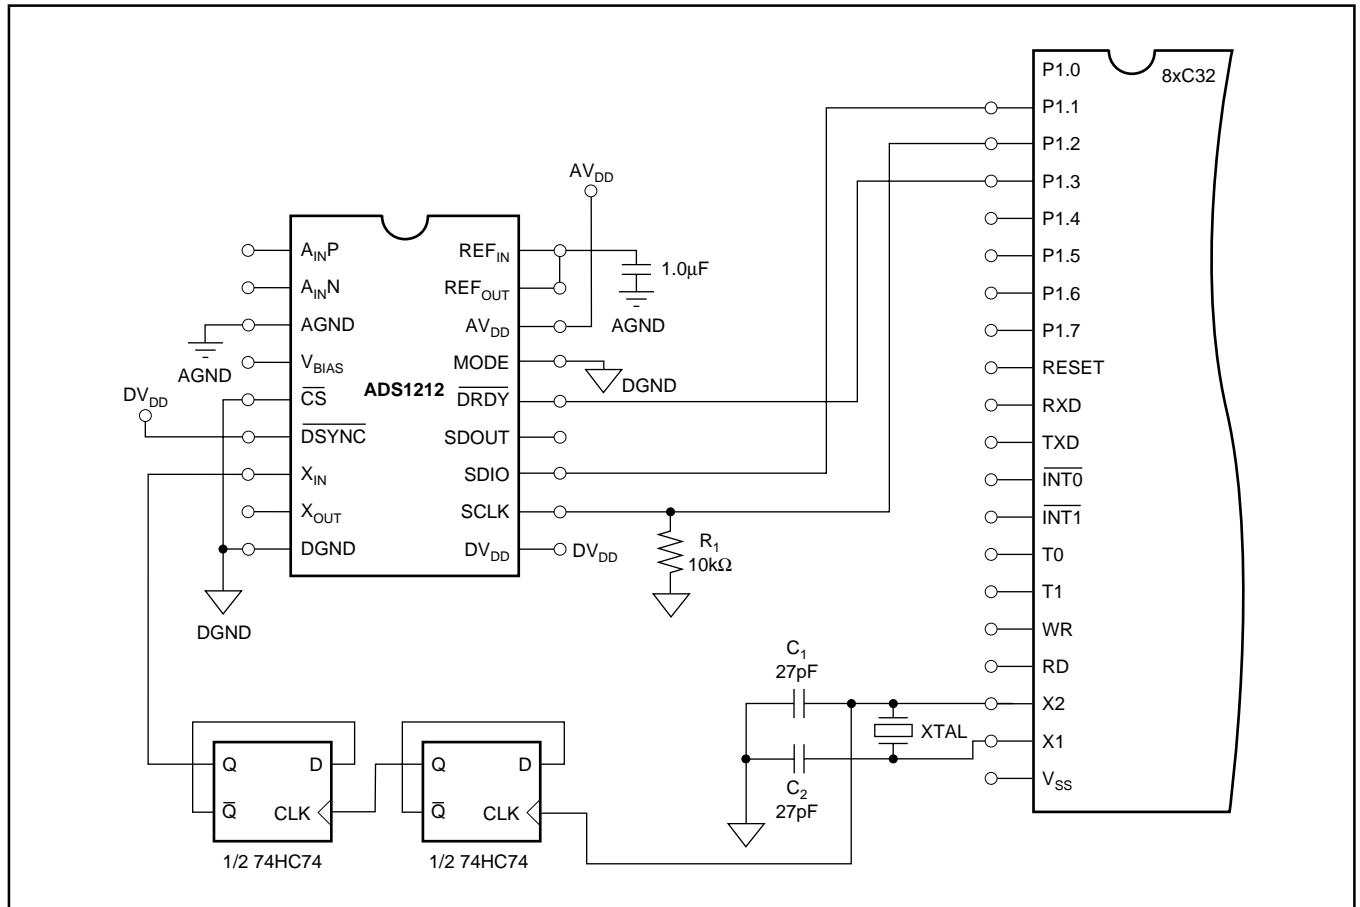 P1.0
8xC32
P1.1
P1.2
P1.3
P1.4
P1.5
P1.6
P1.7
RESET
RXD
TXD
INT0
INT1
T0
T1
WR
RD
X2
X1
VSS
AVDD
AINP
AINN
AGND
VBIAS
CS
DSYNC
XIN
XOUT
DGND
ADS1212
REFIN
REFOUT
AVDD
MODE
DRDY
SDOUT
SDIO
SCLK
DVDD
1.0µF
AGND
AGND
DVDD
DGND
DVDD
R1
10kΩ
DGND
C1
27pF
XTAL
C2
27pF
Q
D
Q
CLK
1/2 74HC74
Q
D
Q
CLK
1/2 74HC74